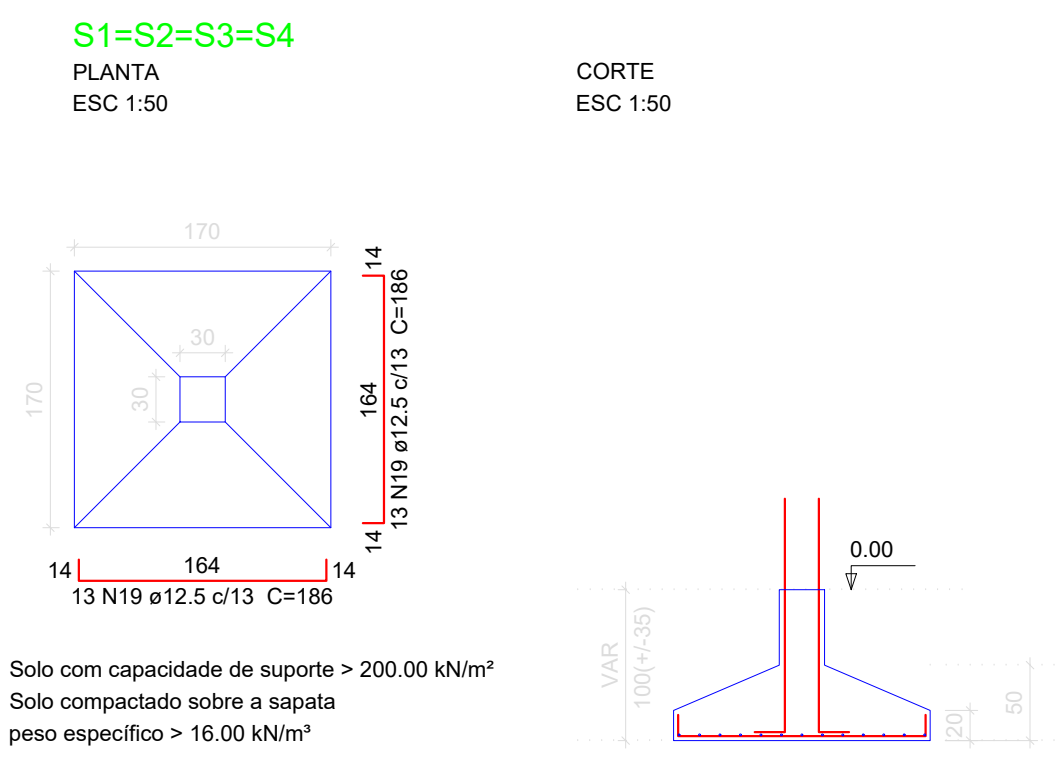 S1=S2=S3=S4
PLANTA
ESC 1:50
CORTE
ESC 1:50
170
170
30
30
14
164
14
13 N19 ø12.5 c/13 C=186
14
164
14
13 N19 ø12.5 c/13 C=186
0.00
VAR
100(+/-35)
50
20
Solo com capacidade de suporte > 200.00 kN/m²
Solo compactado sobre a sapata
peso específico > 16.00 kN/m³